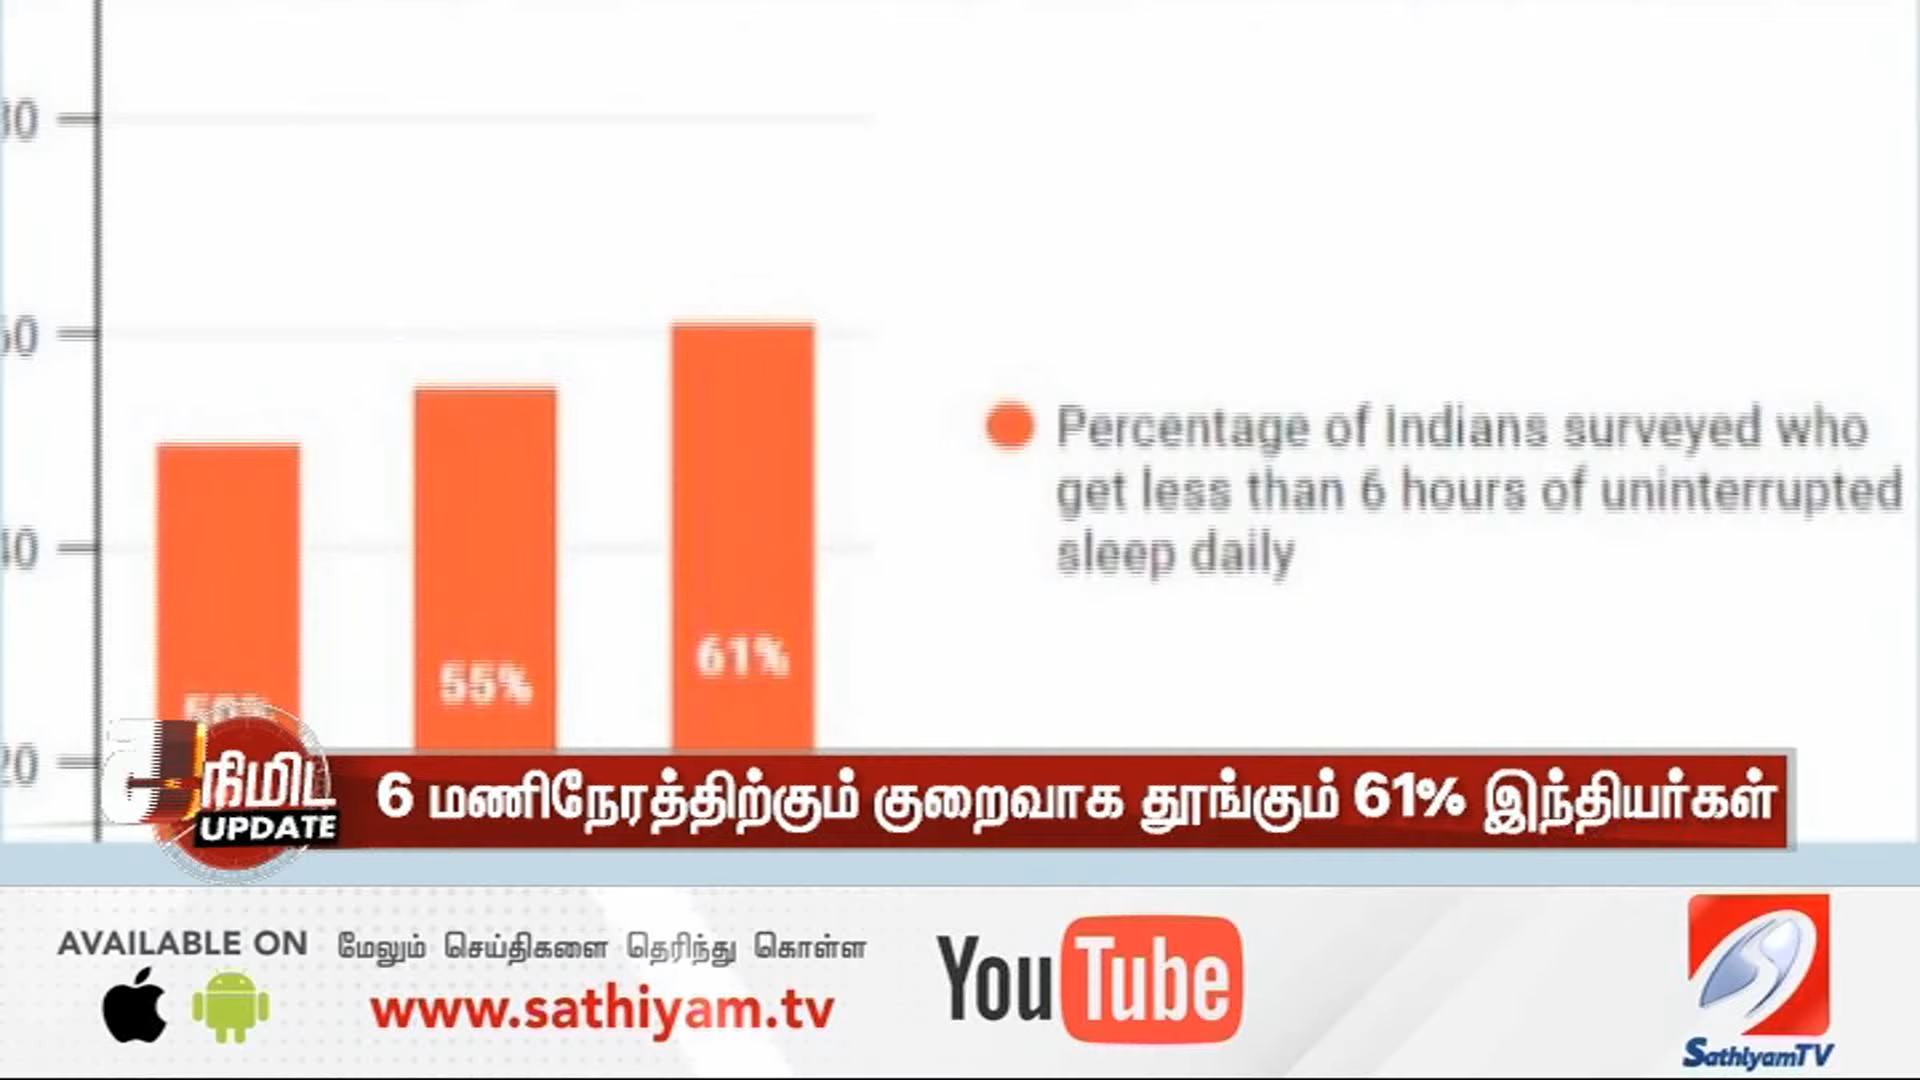 60
40
20
55%
61%
Percentage of Indians surveyed who
get less than 6 hours of uninterrupted
sleep daily
நிமிட
UPDATE
6 மணிநேரத்திற்கும் குறைவாக தூங்கும் 61% இந்தியர்கள்
AVAILABLE ON
மேலும் செய்திகளை தெரிந்து கொள்ள
www.sathiyam.tv
YouTube
SathiyamTV